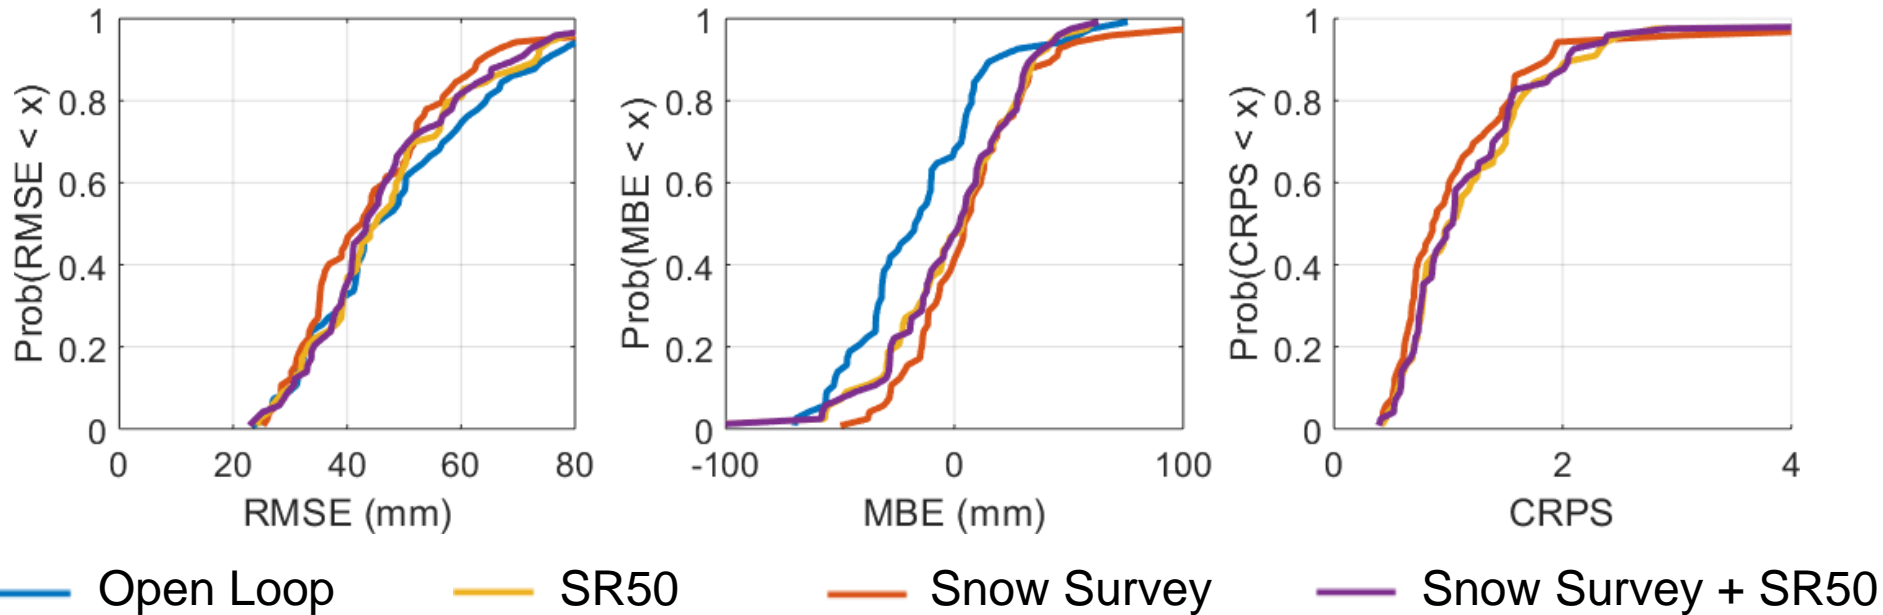 Prob(RMSE < x)
1
0.8
0.6
0.4
0.2
0
0 20 40 60 80
RMSE (mm)
Prob(MBE < x)
1
0.8
0.6
0.4
0.2
0
-100 0 100
MBE (mm)
Prob(CRPS < x)
1
0.8
0.6
0.4
0.2
0
0 2 4
CRPS
Open Loop SR50 Snow Survey Snow Survey + SR50